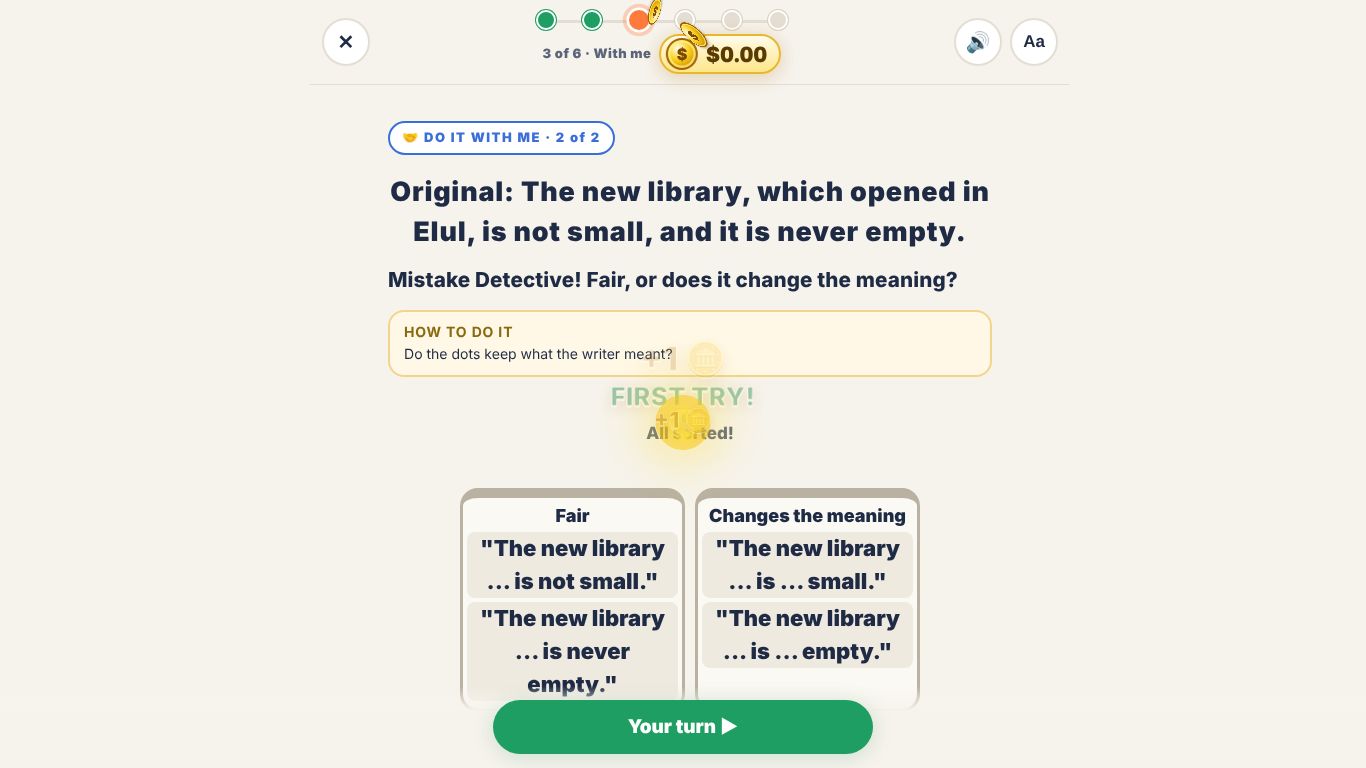 ✕
3 of 6 · With me
$ $0.00
Aa
🤝 DO IT WITH ME · 2 of 2
Original: The new library, which opened in
Elul, is not small, and it is never empty.
Mistake Detective! Fair, or does it change the meaning?
HOW TO DO IT
Do the dots keep what the writer meant?
+1
FIRST TRY!
+1
All sorted!
Fair
"The new library
... is not small."
"The new library
... is never
empty."
Changes the meaning
"The new library
... is ... small."
"The new library
... is ... empty."
Your turn ▶